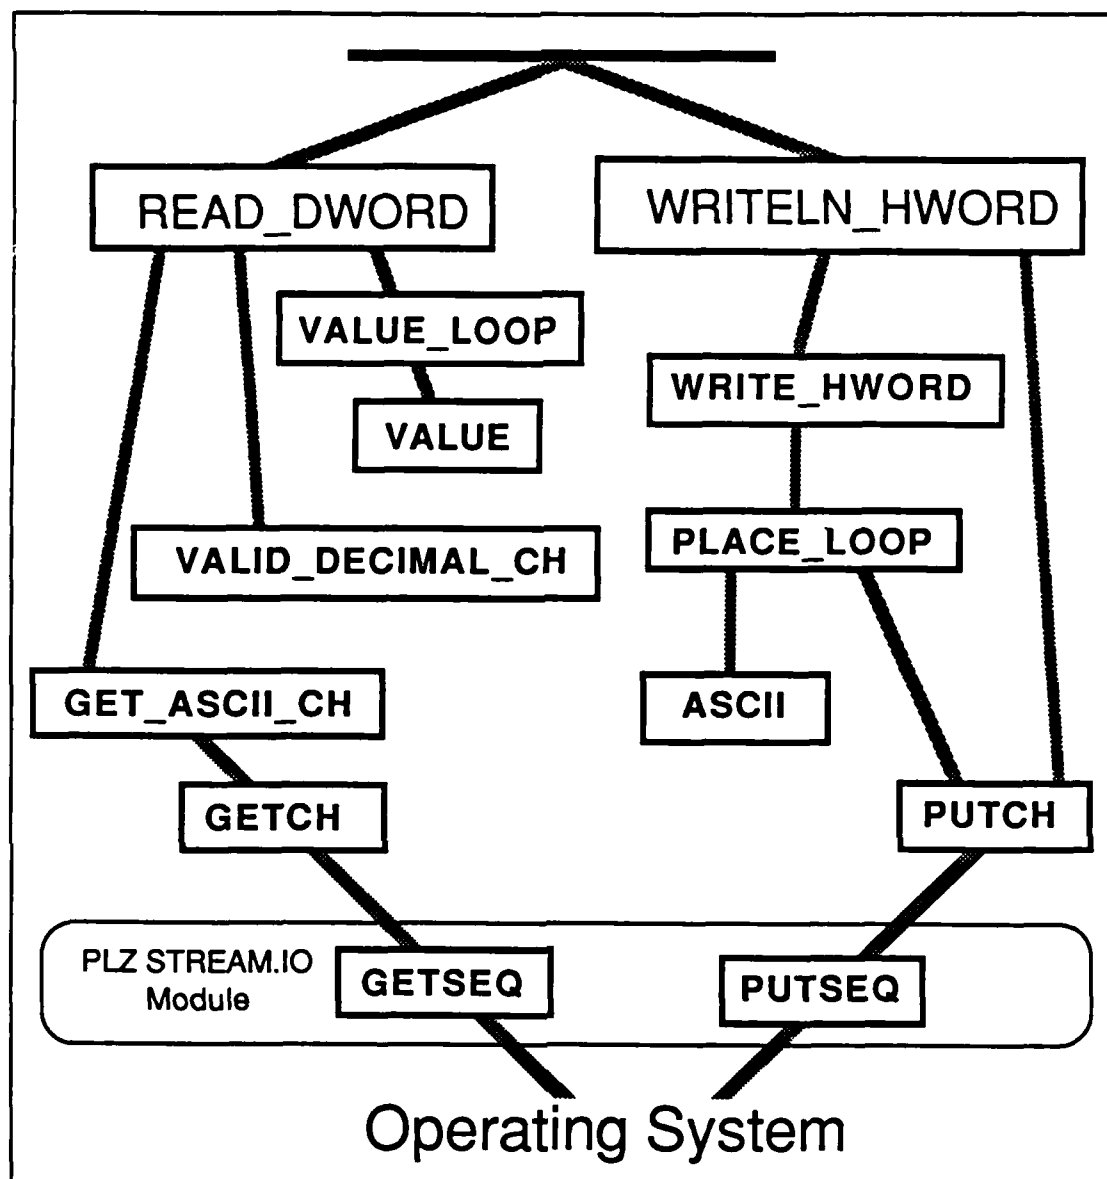 READ_DWORD
WRITELN_HWORD
VALUE_LOOP
WRITE_HWORD
VALUE
PLACE_LOOP
VALID_DECIMAL_CH
GET_ASCII_CH
ASCII
GETCH
PUTCH
PLZ STREAM.IO
Module
GETSEQ
PUTSEQ
Operating System